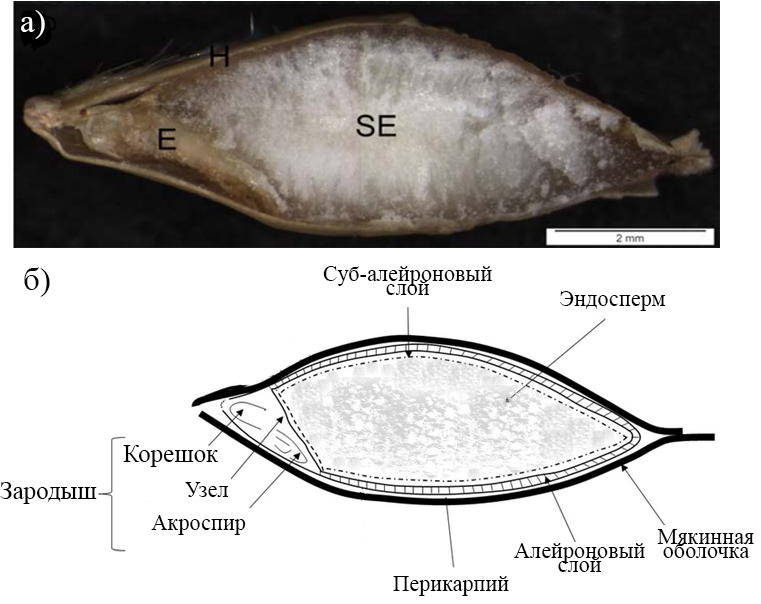 а)
H
E
SE
2 mm
б)
Суб-алейроновый
слой
Эндосперм
Корешок
Зародыш
Узел
Акроспир
Мякинная
оболочка
Алейроновый
слой
Перикарпий